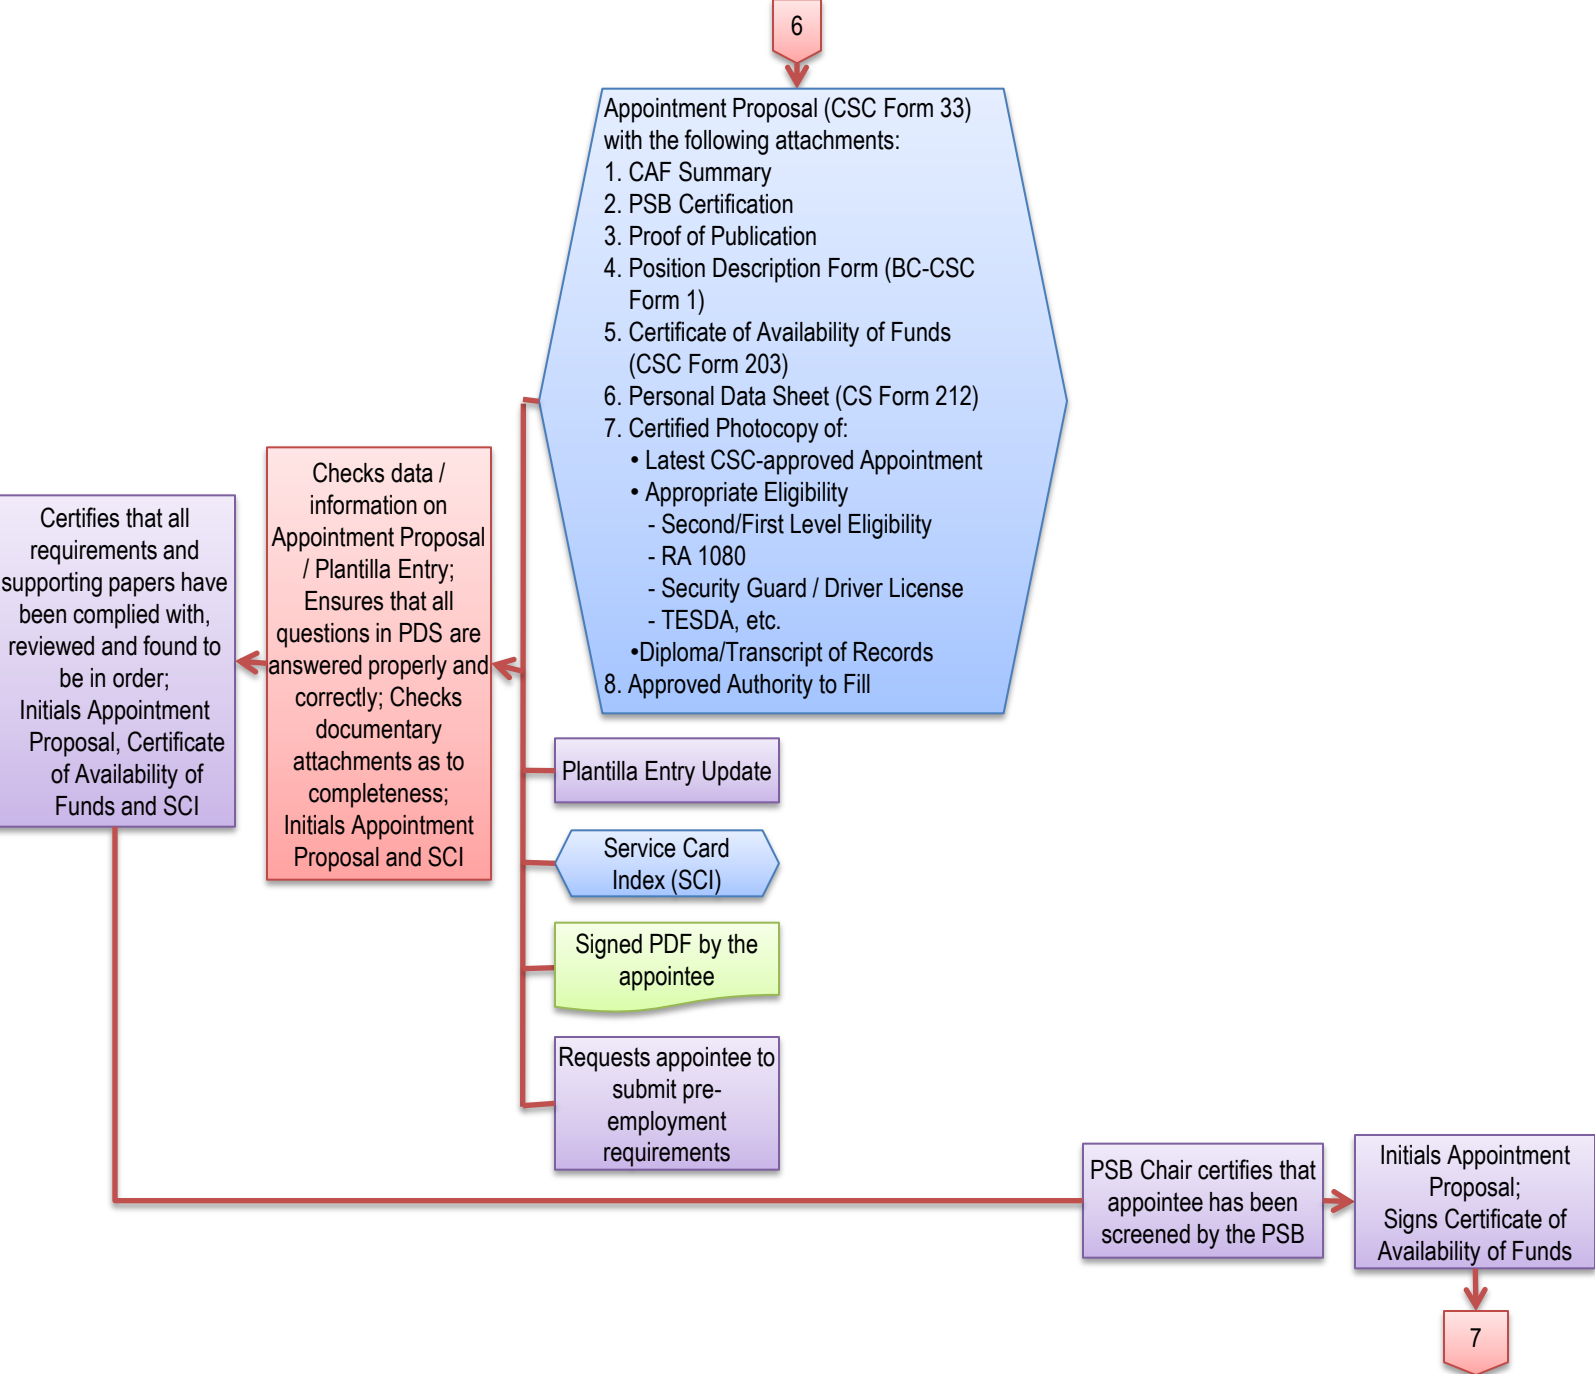 6
Appointment Proposal (CSC Form 33)
with the following attachments:
1. CAF Summary
2. PSB Certification
3. Proof of Publication
4. Position Description Form (BC-CSC
Form 1)
5. Certificate of Availability of Funds
(CSC Form 203)
6. Personal Data Sheet (CS Form 212)
7. Certified Photocopy of:
• Latest CSC-approved Appointment
• Appropriate Eligibility
- Second/First Level Eligibility
- RA 1080
- Security Guard / Driver License
- TESDA, etc.
•Diploma/Transcript of Records
8. Approved Authority to Fill
Checks data /
information on
Appointment Proposal
/ Plantilla Entry;
Ensures that all
questions in PDS are
answered properly and
correctly; Checks
documentary
attachments as to
completeness;
Initials Appointment
Proposal and SCI
Certifies that all
requirements and
supporting papers have
been complied with,
reviewed and found to
be in order;
Initials Appointment
Proposal, Certificate
of Availability of
Funds and SCI
Plantilla Entry Update
Service Card
Index (SCI)
Signed PDF by the
appointee
Requests appointee to
submit pre-
employment
requirements
PSB Chair certifies that
appointee has been
screened by the PSB
Initials Appointment
Proposal;
Signs Certificate of
Availability of Funds
7